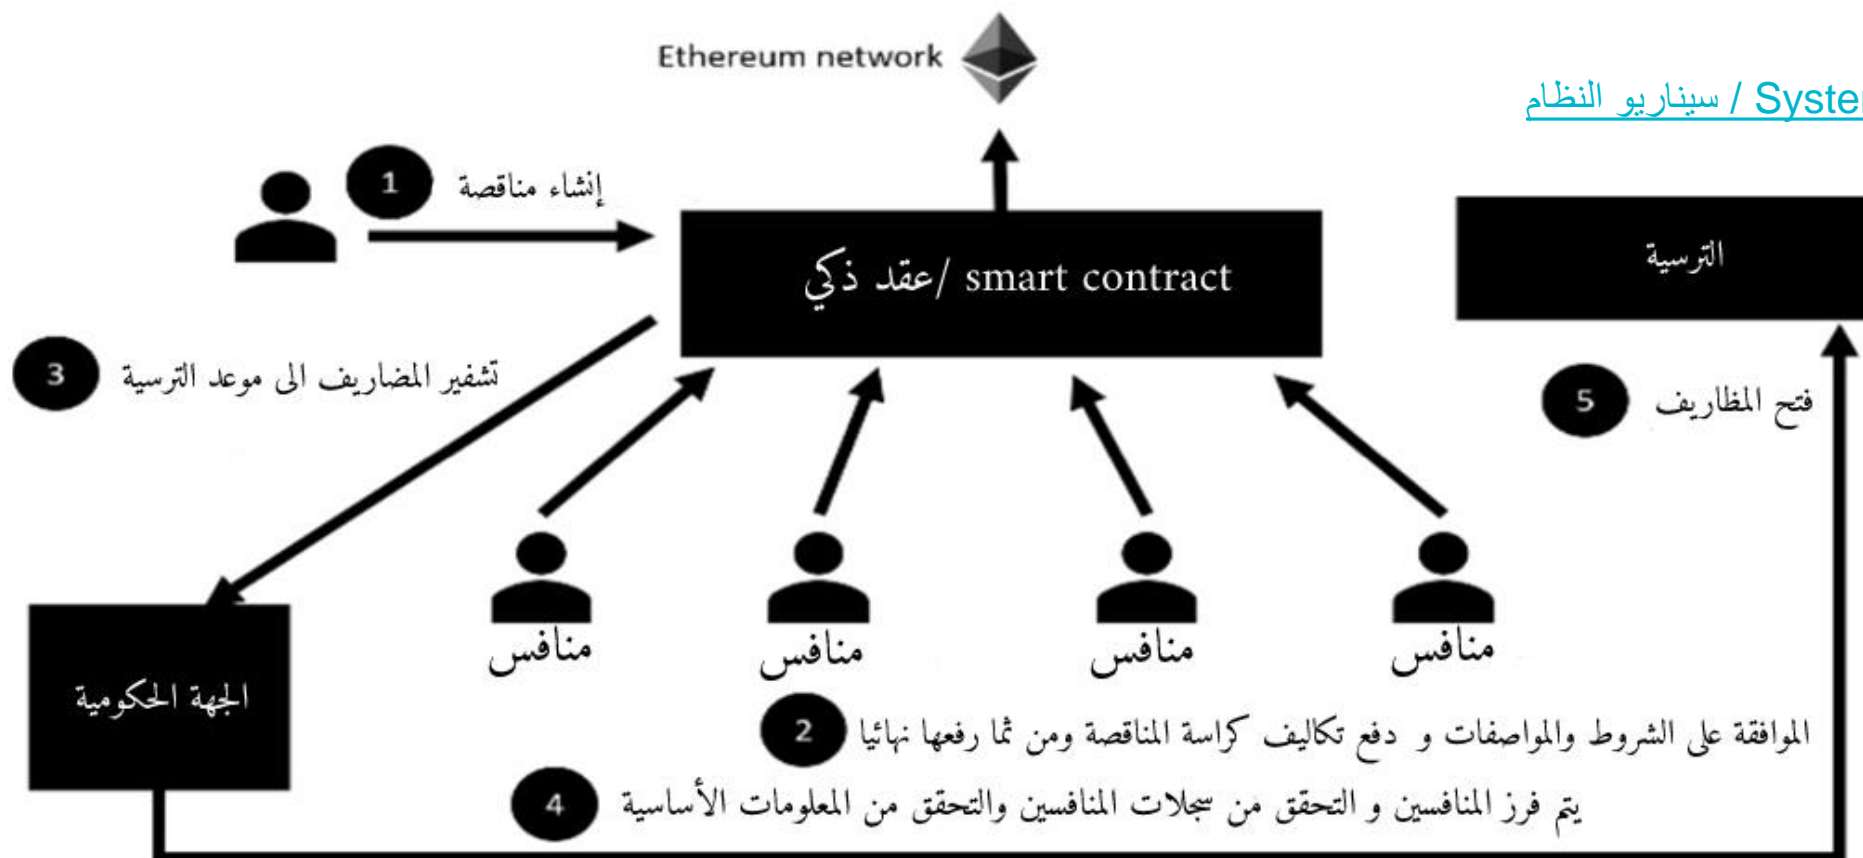 Ethereum network
سيناريو النظام / Syste
1
إنشاء مناقصة
عقد ذكي/ smart contract
الترسية
3
تشفير المضاريف الى موعد الترسية
5
فتح المظاريف
منافس
منافس
منافس
منافس
الجهة الحكومية
2
الموافقة على الشروط والمواصفات و دفع تكاليف كراسة المناقصة ومن ثما رفعها نهائيا
4
يتم فرز المنافسين و التحقق من سجلات المنافسين والتحقق من المعلومات الأساسية